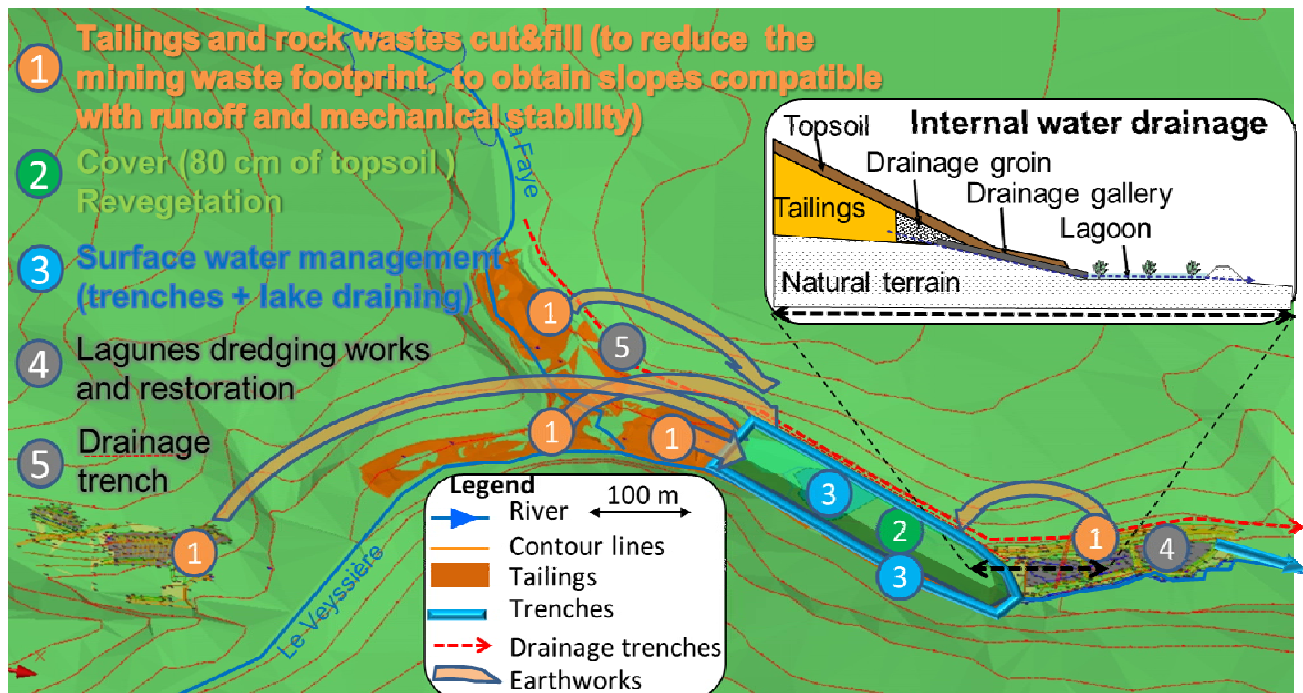 1 Tailings and rock wastes cut&fill (to reduce the
mining waste footprint, to obtain slopes compatible
with runoff and mechanical stability)
2 Cover (80 cm of topsoil )
Revegetation
3 Surface water management
(trenches + lake draining)
4 Lagunes dredging works
and restoration
5 Drainage
trench
La Faye
Le Veyssière
Internal water drainage
Topsoil
Drainage groin
Drainage gallery
Tailings
Lagoon
Natural terrain
1
5
1
1
3
2
3
1
4
1
Legend
100 m
River
Contour lines
Tailings
Trenches
Drainage trenches
Earthworks